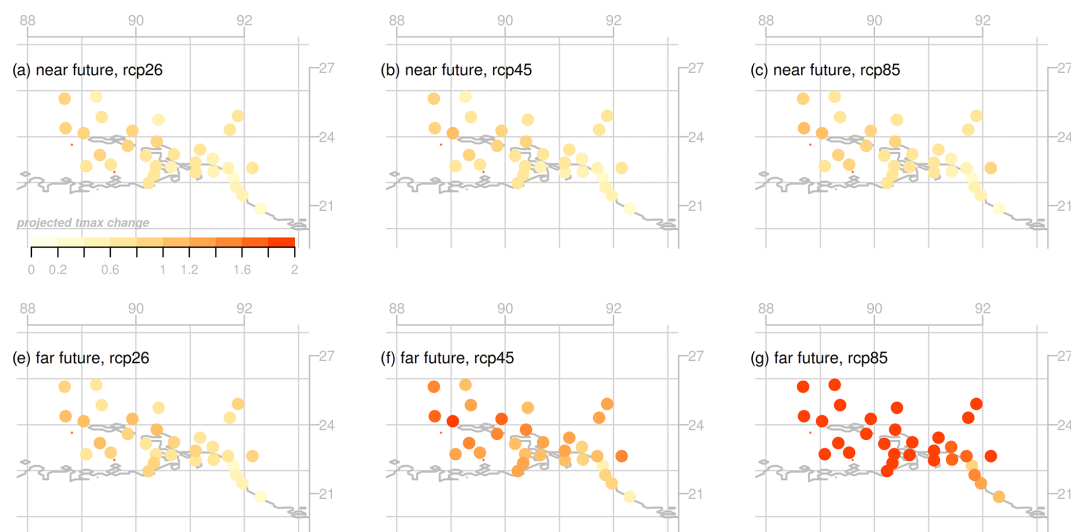 88 90 92
88 90 92
88 90 92
(a) near future, rcp26
(b) near future, rcp45
(c) near future, rcp85
27
27
27
24
24
24
21
21
21
projected tmax change
0 0.2 0.6 1 1.2 1.6 2
88 90 92
88 90 92
88 90 92
(e) far future, rcp26
(f) far future, rcp45
(g) far future, rcp85
27
27
27
24
24
24
21
21
21